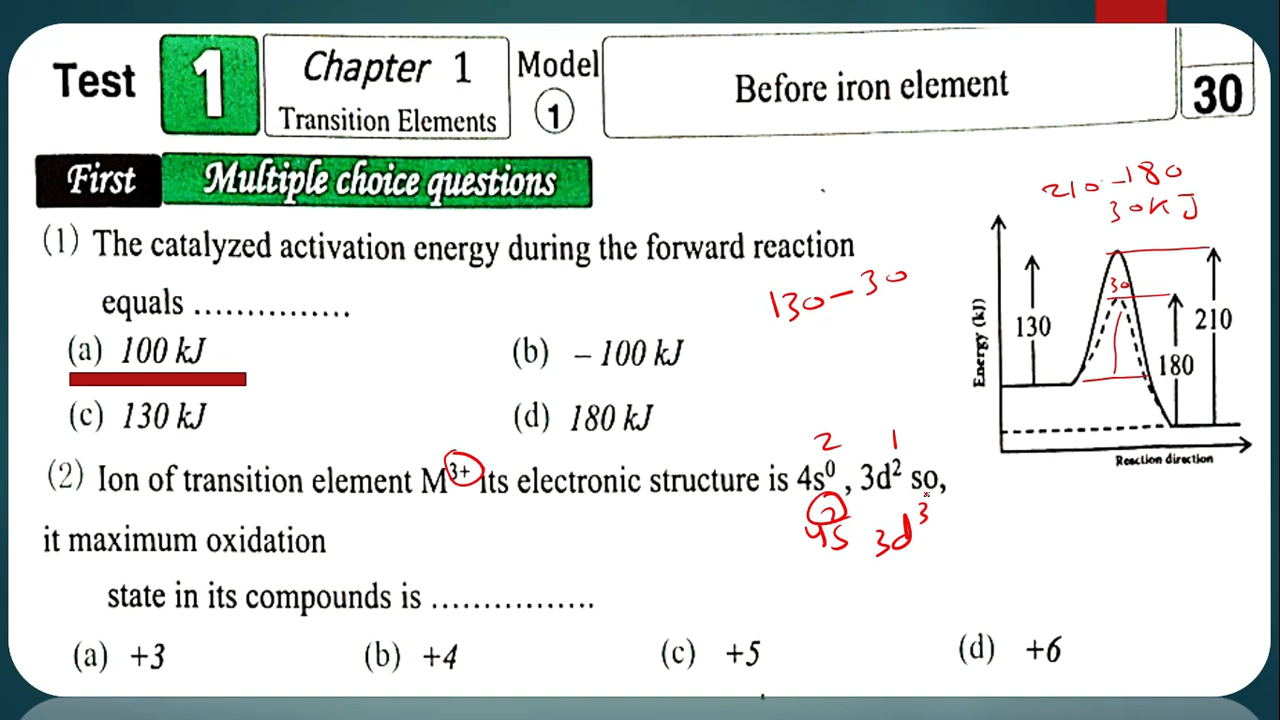 Test 1 Chapter 1 Transition Elements Model 1 Before iron element 30
First Multiple choice questions
210-180
30KJ
(1) The catalyzed activation energy during the forward reaction
equals ...............
130-30
(a) 100 kJ (b) – 100 kJ
(c) 130 kJ (d) 180 kJ
Energy (kJ)
130
30
180
210
Reaction direction
2 1
(2) Ion of transition element M³⁺ its electronic structure is 4s⁰, 3d² so,
4s² 3d³
it maximum oxidation
state in its compounds is .................
(a) +3 (b) +4 (c) +5 (d) +6